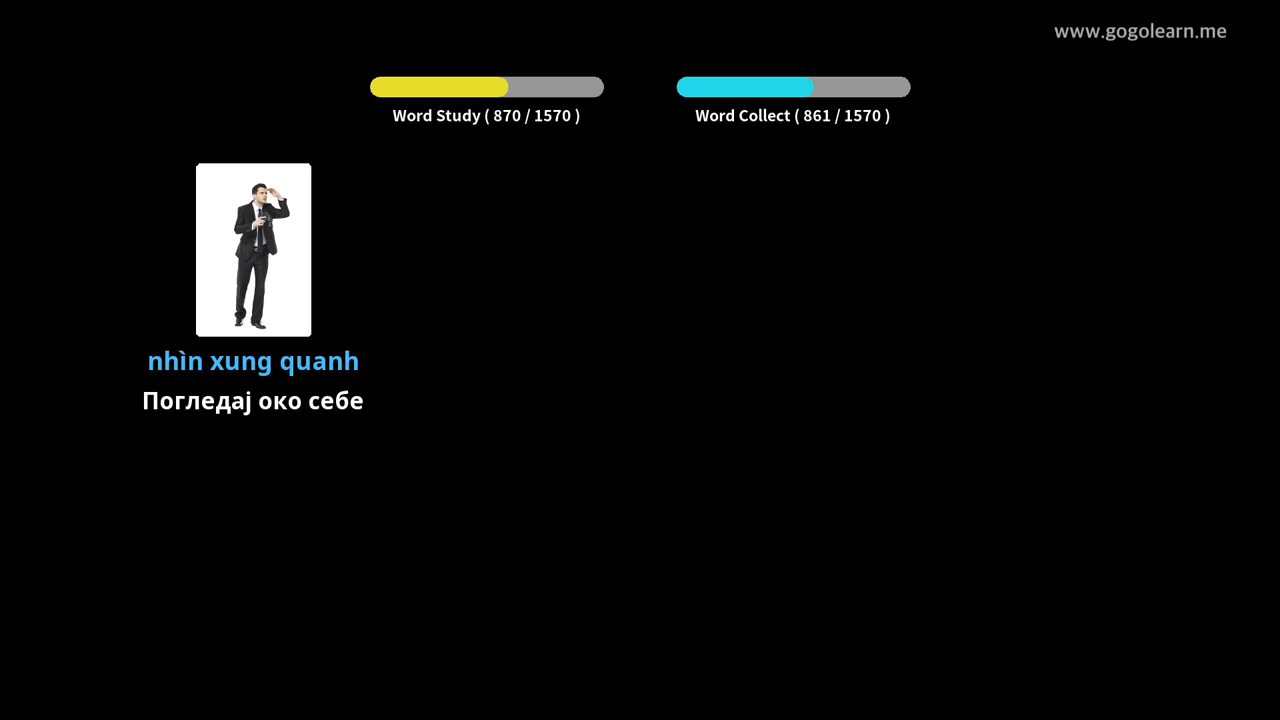 www.gogolearn.me
Word Study ( 870 / 1570 )
Word Collect ( 861 / 1570 )
nhìn xung quanh
Погледај око себе